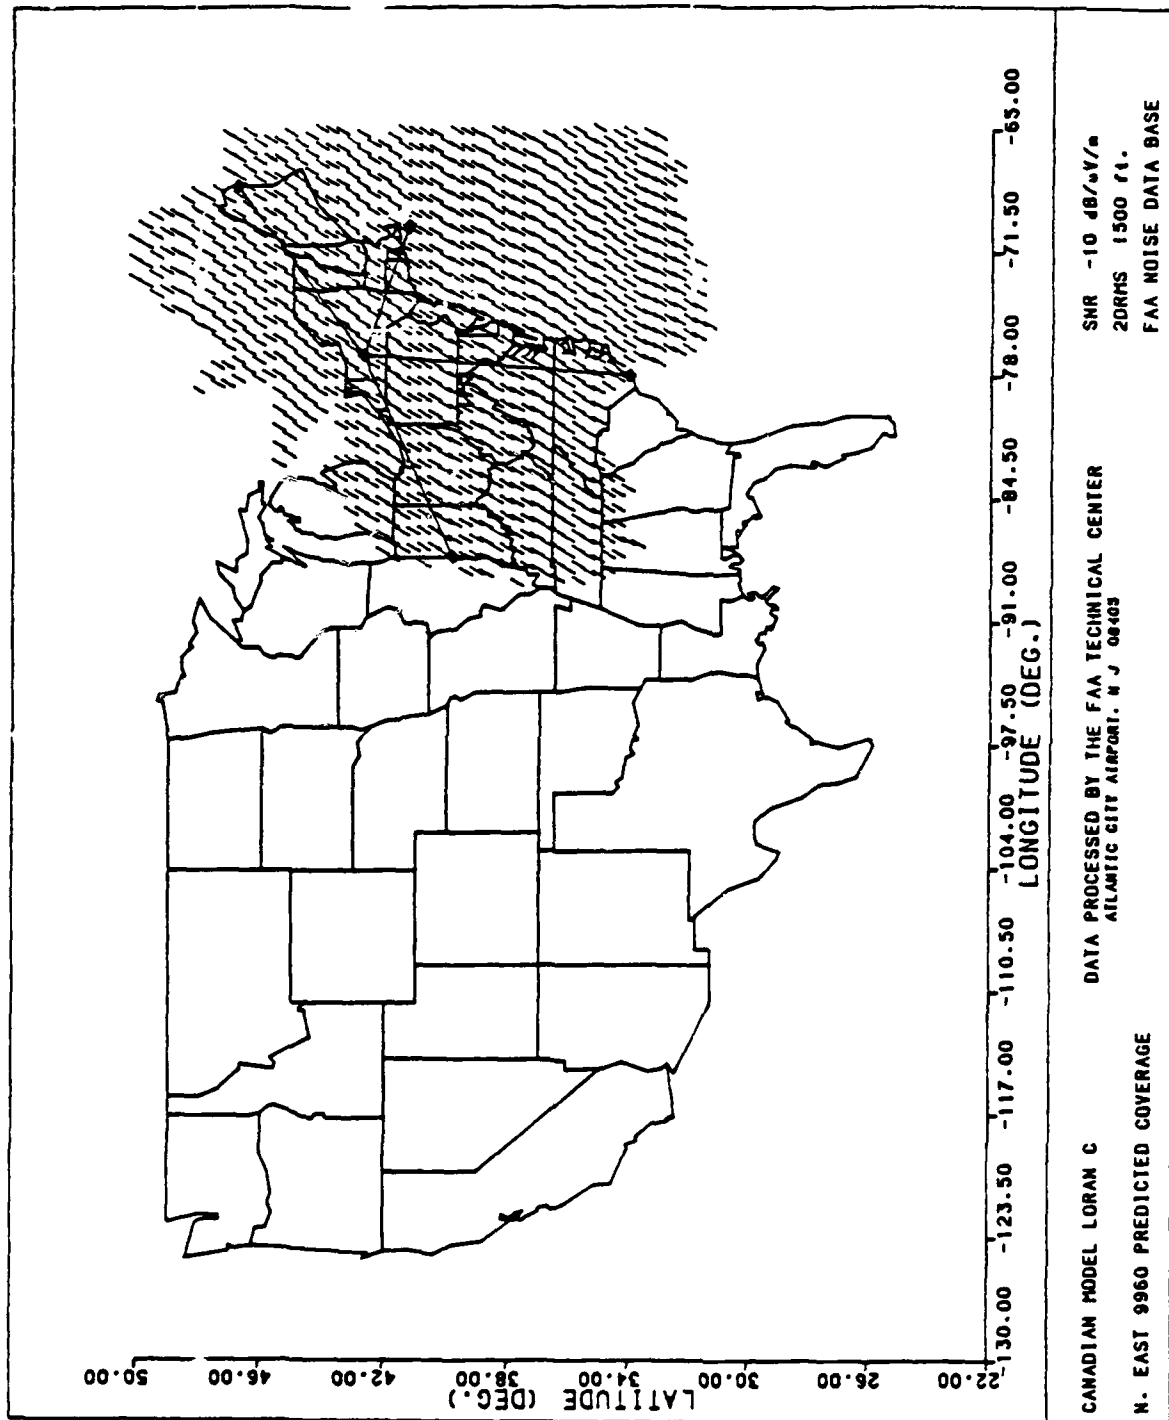 50.00
46.00
42.00
38.00
34.00
30.00
26.00
22.00
LATITUDE (DEG.)
-130.00
-123.50
-117.00
-110.50
-104.00
-97.50
-91.00
-84.50
-78.00
-71.50
-65.00
LONGITUDE (DEG.)
CANADIAN MODEL LORAN C
DATA PROCESSED BY THE FAA TECHNICAL CENTER
SNR -10 dB/uV/m
ATLANTIC CITY AIRPORT. N J 08405
2DRMS 1500 ft.
N. EAST 9960 PREDICTED COVERAGE
FAA NOISE DATA BASE